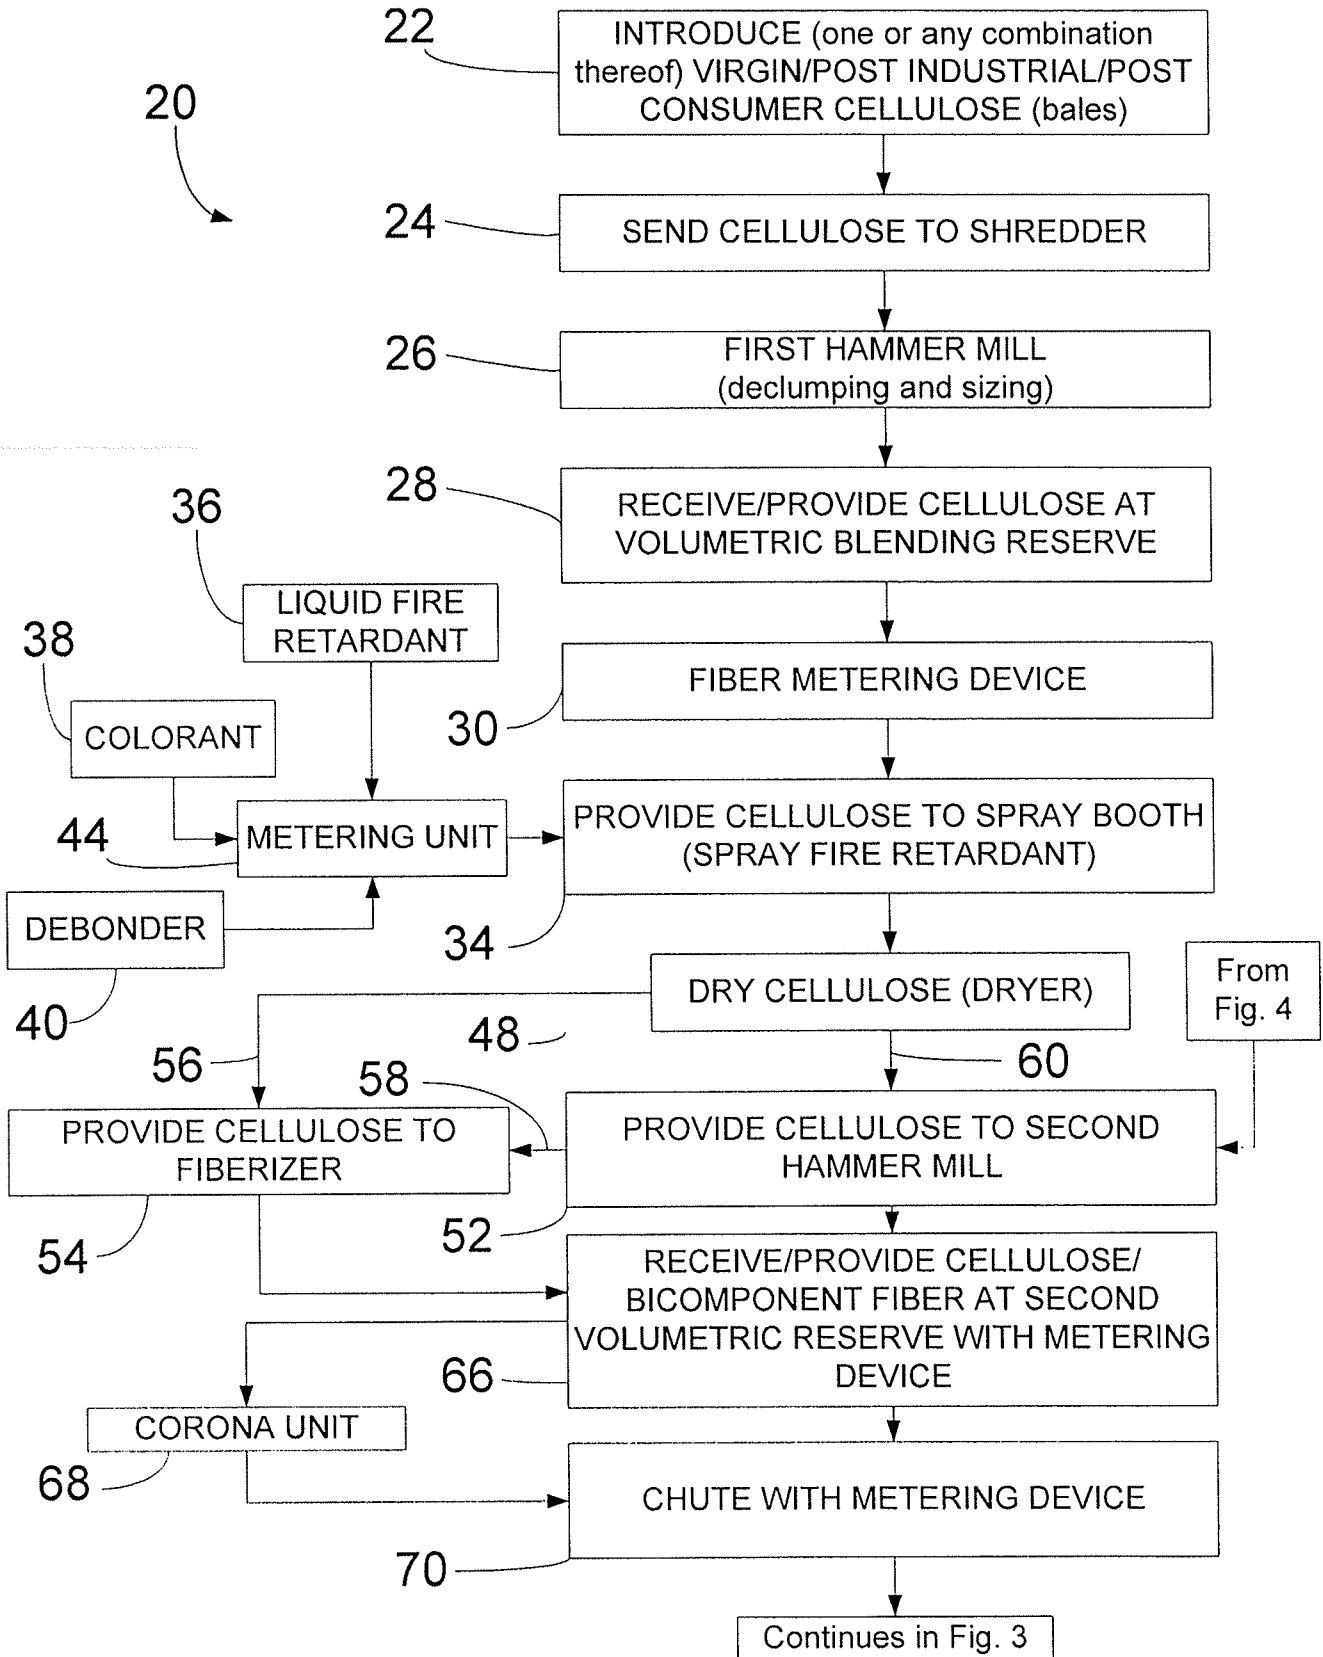 22
INTRODUCE (one or any combination
thereof) VIRGIN/POST INDUSTRIAL/POST
CONSUMER CELLULOSE (bales)
20
24
SEND CELLULOSE TO SHREDDER
26
FIRST HAMMER MILL
(declumping and sizing)
28
RECEIVE/PROVIDE CELLULOSE AT
VOLUMETRIC BLENDING RESERVE
36
LIQUID FIRE
RETARDANT
38
COLORANT
30
FIBER METERING DEVICE
44
METERING UNIT
PROVIDE CELLULOSE TO SPRAY BOOTH
(SPRAY FIRE RETARDANT)
34
DEBONDER
40
DRY CELLULOSE (DRYER)
48
From
Fig. 4
56
58
60
PROVIDE CELLULOSE TO
FIBERIZER
54
PROVIDE CELLULOSE TO SECOND
HAMMER MILL
52
RECEIVE/PROVIDE CELLULOSE/
BICOMPONENT FIBER AT SECOND
VOLUMETRIC RESERVE WITH METERING
DEVICE
66
CORONA UNIT
68
CHUTE WITH METERING DEVICE
70
Continues in Fig. 3